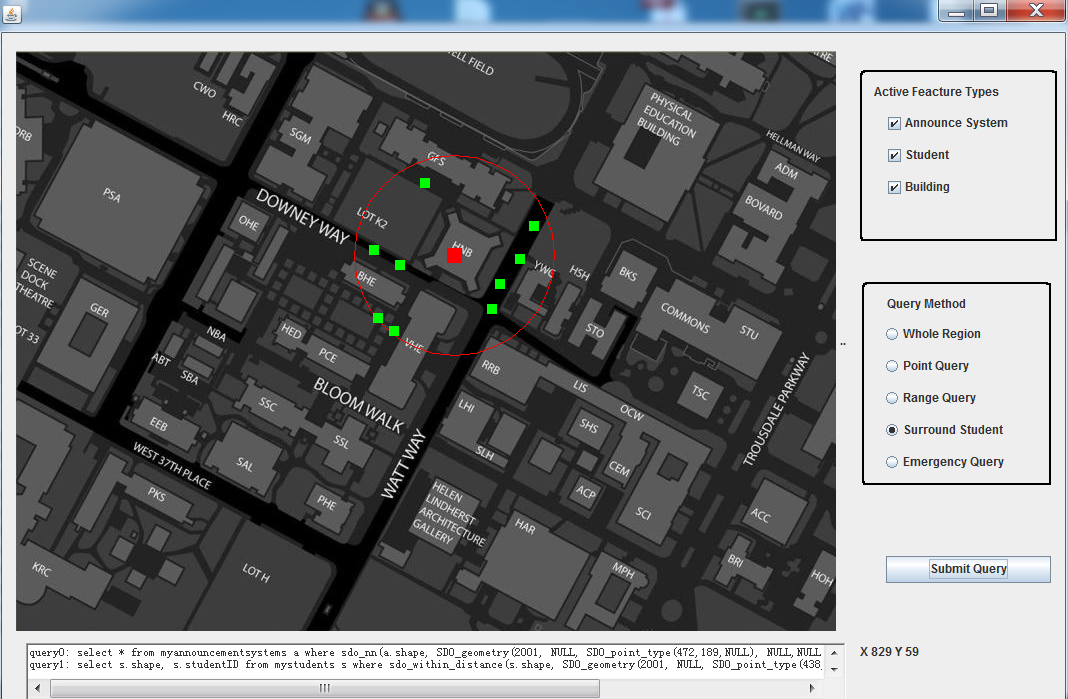 ELL FIELD
CWO
HRC
PHYSICAL
EDUCATION
BUILDING
HELLMAN WAY
SGM
GFS
ADM
PSA
BOVARD
DOWNEY WAY
LOT K2
OHE
HNB
YWC
HSH
BKS
SCENE
DOCK
THEATRE
BHE
GER
COMMONS
STU
STO
OT 33
NBA
HED
PCE
VHE
ABT
SBA
RRB
LIS
TSC
TROUSDALE PARKWAY
BLOOM WALK
SSC
LHI
OCW
SHS
EEB
SSL
WATT WAY
SLH
WEST 37TH PLACE
SAL
CEM
PKS
PHE
HELEN
LINDHERST
ARCHITECTURE
GALLERY
ACP
HAR
SCI
ACC
KRC
LOT H
MPH
BRI
HOH
Active Feacture Types
Announce System
Student
Building
Query Method
Whole Region
Point Query
Range Query
Surround Student
Emergency Query
Submit Query
X 829 Y 59
query0: select * from myannouncementsystems a where sdo_nn(a.shape, SDO_geometry(2001, NULL, SDO_point_type(472,189,NULL), NULL,NULL
query1: select s.shape, s.studentID from mystudents s where sdo_within_distance(s.shape, SDO_geometry(2001, NULL, SDO_point_type(438,